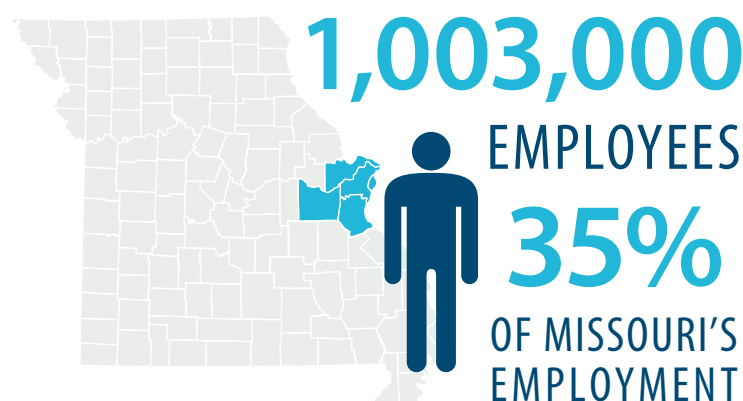 1,003,000
EMPLOYEES
35%
OF MISSOURI'S
EMPLOYMENT